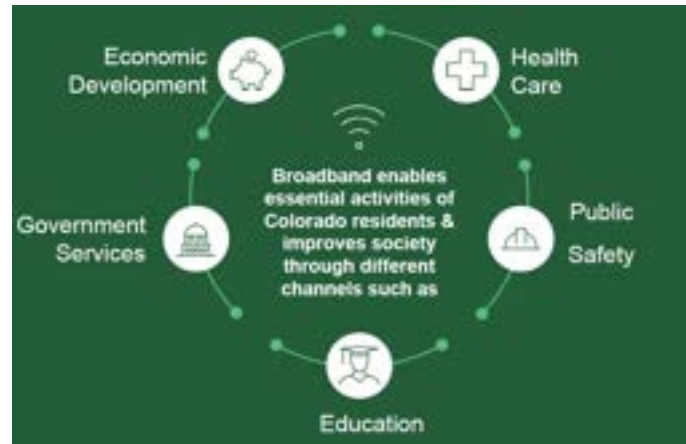 Economic
Development
Health
Care
Broadband enables
essential activities of
Colorado residents &
improves society
through different
channels such as
Government
Services
Public
Safety
Education